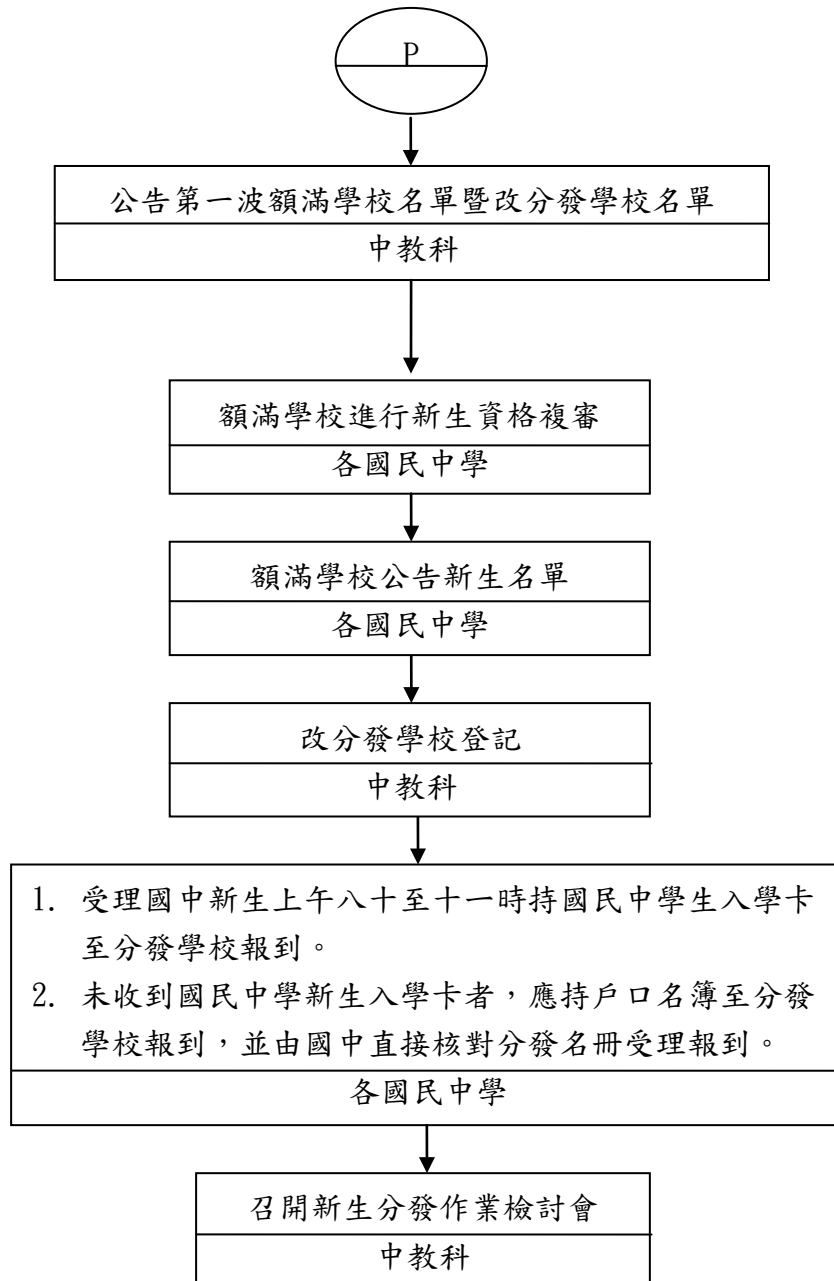 P
公告第一波額滿學校名單暨改分發學校名單
中教科
額滿學校進行新生資格複審
各國民中學
額滿學校公告新生名單
各國民中學
改分發學校登記
中教科
1. 受理國中新生上午八十至十一時持國民中學生入學卡
至分發學校報到。
2. 未收到國民中學新生入學卡者，應持戶口名簿至分發
學校報到，並由國中直接核對分發名冊受理報到。
各國民中學
召開新生分發作業檢討會
中教科